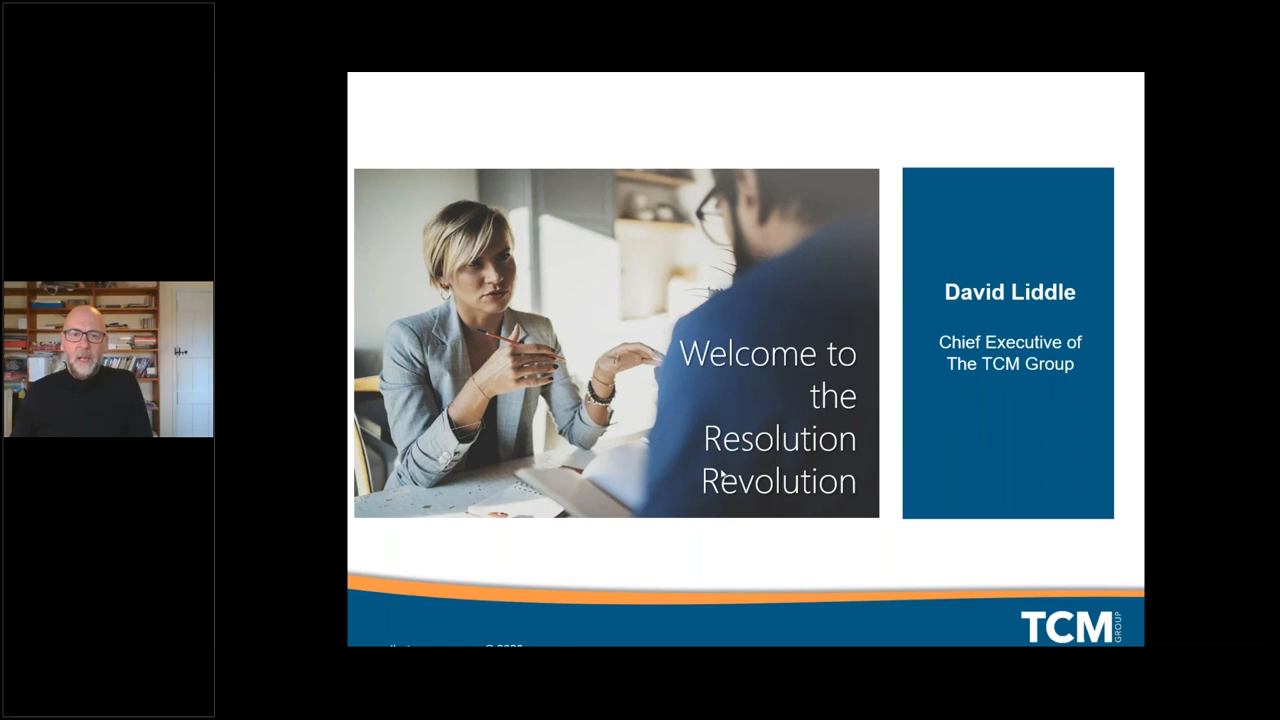 Welcome to
the
Resolution
Revolution
David Liddle
Chief Executive of
The TCM Group
TCM GROUP